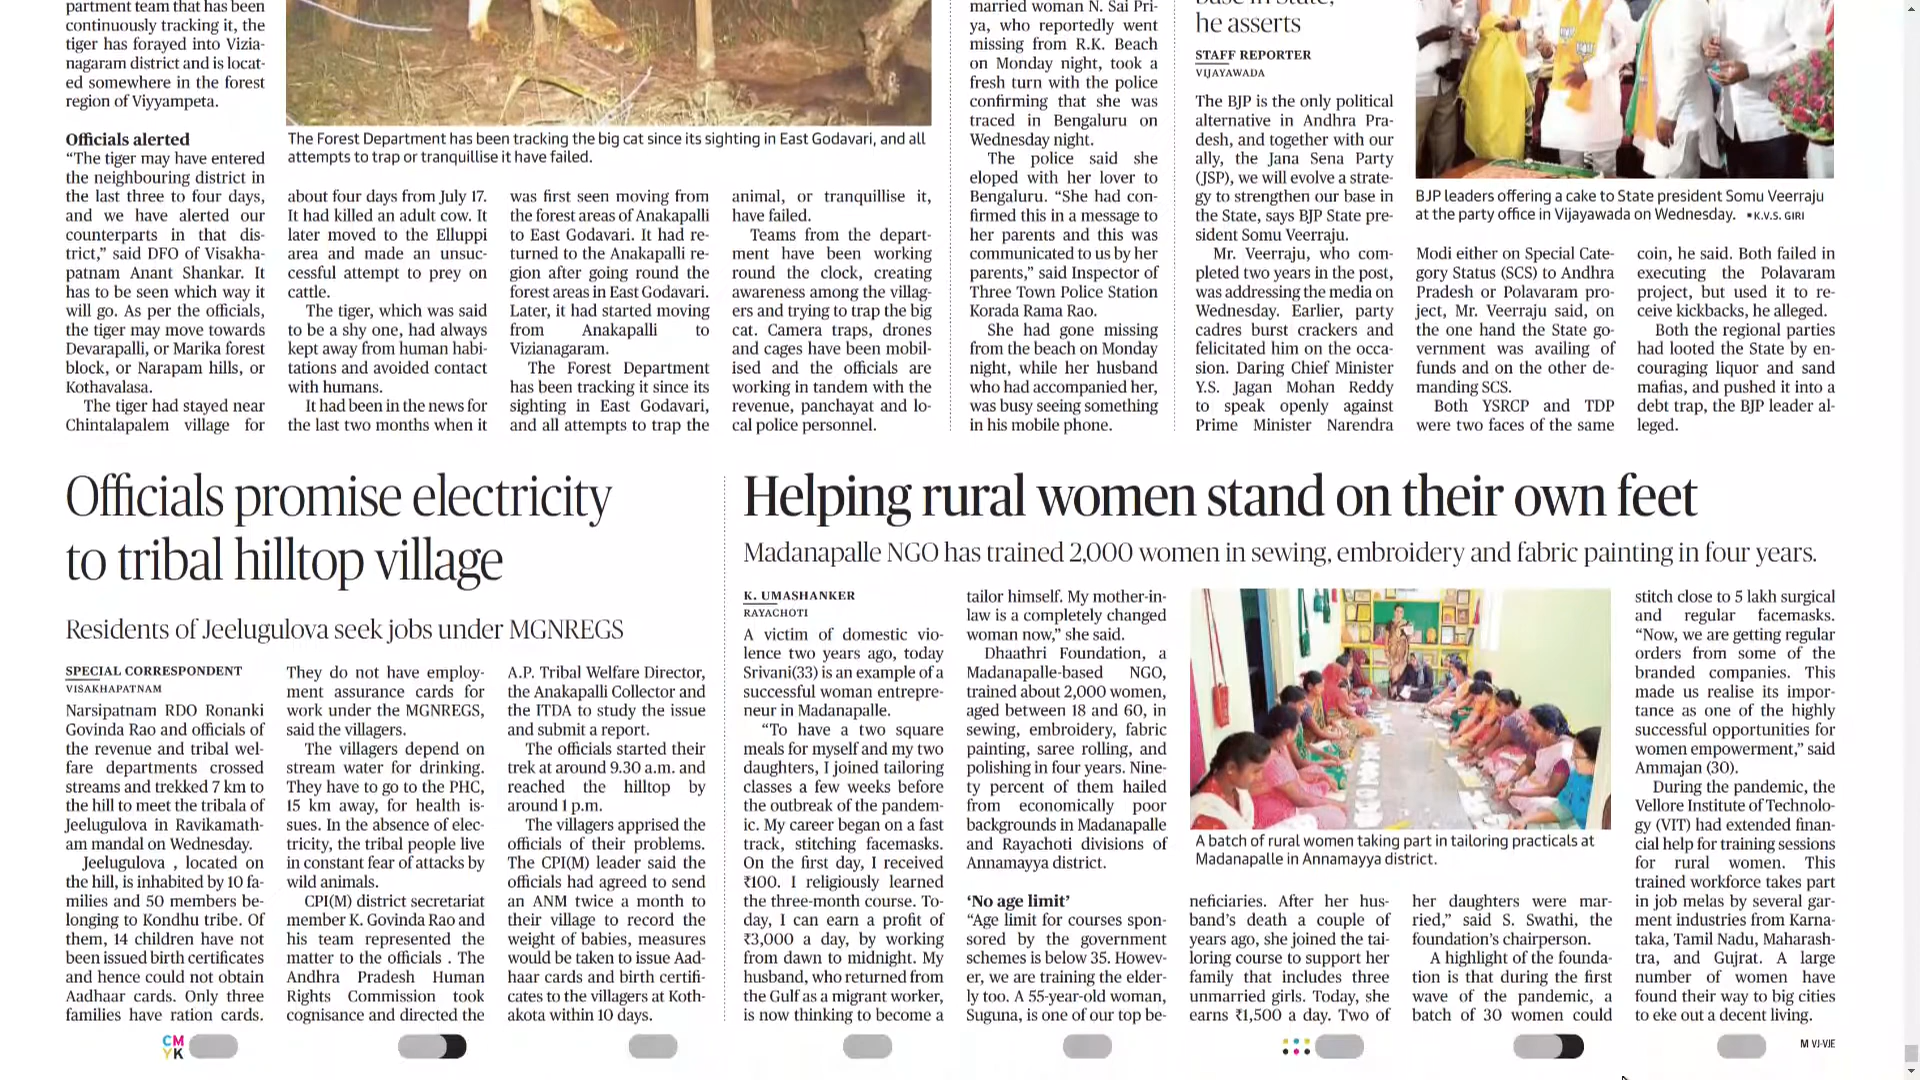 partment team that has been
continuously tracking it, the
tiger has forayed into Vizia-
nagaram district and is locat-
ed somewhere in the forest
region of Viyyampeta.
Officials alerted
“The tiger may have entered
the neighbouring district in
the last three to four days,
and we have alerted our
counterparts in that dis-
trict,” said DFO of Visakha-
patnam Anant Shankar. It
has to be seen which way it
will go. As per the officials,
the tiger may move towards
Devarapalli, or Marika forest
block, or Narapam hills, or
Kothavalasa.
The tiger had stayed near
Chintalapalem village for
The Forest Department has been tracking the big cat since its sighting in East Godavari, and all
attempts to trap or tranquillise it have failed.
about four days from July 17.
It had killed an adult cow. It
later moved to the Elluppi
area and made an unsuc-
cessful attempt to prey on
cattle.
The tiger, which was said
to be a shy one, had always
kept away from human habi-
tations and avoided contact
with humans.
It had been in the news for
the last two months when it
was first seen moving from
the forest areas of Anakapalli
to East Godavari. It had re-
turned to the Anakapalli re-
gion after going round the
forest areas in East Godavari.
Later, it had started moving
from Anakapalli to
Vizianagaram.
The Forest Department
has been tracking it since its
sighting in East Godavari,
and all attempts to trap the
animal, or tranquillise it,
have failed.
Teams from the depart-
ment have been working
round the clock, creating
awareness among the villag-
ers and trying to trap the big
cat. Camera traps, drones
and cages have been mobil-
ised and the officials are
working in tandem with the
revenue, panchayat and lo-
cal police personnel.
married woman N. Sai Pri-
ya, who reportedly went
missing from R.K. Beach
on Monday night, took a
fresh turn with the police
confirming that she was
traced in Bengaluru on
Wednesday night.
The police said she
eloped with her lover to
Bengaluru. “She had con-
firmed this in a message to
her parents and this was
communicated to us by her
parents,” said Inspector of
Three Town Police Station
Korada Rama Rao.
She had gone missing
from the beach on Monday
night, while her husband
who had accompanied her,
was busy seeing something
in his mobile phone.
base in State,
he asserts
STAFF REPORTER
VIJAYAWADA
The BJP is the only political
alternative in Andhra Pra-
desh, and together with our
ally, the Jana Sena Party
(JSP), we will evolve a strate-
gy to strengthen our base in
the State, says BJP State pre-
sident Somu Veerraju.
Mr. Veerraju, who com-
pleted two years in the post,
was addressing the media on
Wednesday. Earlier, party
cadres burst crackers and
felicitated him on the occa-
sion. Daring Chief Minister
Y.S. Jagan Mohan Reddy
to speak openly against
Prime Minister Narendra
BJP leaders offering a cake to State president Somu Veerraju
at the party office in Vijayawada on Wednesday. •K.V.S. GIRI
Modi either on Special Cate-
gory Status (SCS) to Andhra
Pradesh or Polavaram pro-
ject, Mr. Veerraju said, on
the one hand the State go-
vernment was availing of
funds and on the other de-
manding SCS.
Both YSRCP and TDP
were two faces of the same
coin, he said. Both failed in
executing the Polavaram
project, but used it to re-
ceive kickbacks, he alleged.
Both the regional parties
had looted the State by en-
couraging liquor and sand
mafias, and pushed it into a
debt trap, the BJP leader al-
leged.
Officials promise electricity
to tribal hilltop village
Residents of Jeelugulova seek jobs under MGNREGS
SPECIAL CORRESPONDENT
VISAKHAPATNAM
Narsipatnam RDO Ronanki
Govinda Rao and officials of
the revenue and tribal wel-
fare departments crossed
streams and trekked 7 km to
the hill to meet the tribala of
Jeelugulova in Ravikamath-
am mandal on Wednesday.
Jeelugulova , located on
the hill, is inhabited by 10 fa-
milies and 50 members be-
longing to Kondhu tribe. Of
them, 14 children have not
been issued birth certificates
and hence could not obtain
Aadhaar cards. Only three
families have ration cards.
They do not have employ-
ment assurance cards for
work under the MGNREGS,
said the villagers.
The villagers depend on
stream water for drinking.
They have to go to the PHC,
15 km away, for health is-
sues. In the absence of elec-
tricity, the tribal people live
in constant fear of attacks by
wild animals.
CPI(M) district secretariat
member K. Govinda Rao and
his team represented the
matter to the officials . The
Andhra Pradesh Human
Rights Commission took
cognisance and directed the
A.P. Tribal Welfare Director,
the Anakapalli Collector and
the ITDA to study the issue
and submit a report.
The officials started their
trek at around 9.30 a.m. and
reached the hilltop by
around 1 p.m.
The villagers apprised the
officials of their problems.
The CPI(M) leader said the
officials had agreed to send
an ANM twice a month to
their village to record the
weight of babies, measures
would be taken to issue Aad-
haar cards and birth certifi-
cates to the villagers at Koth-
akota within 10 days.
Helping rural women stand on their own feet
Madanapalle NGO has trained 2,000 women in sewing, embroidery and fabric painting in four years.
K. UMASHANKER
RAYACHOTI
A victim of domestic vio-
lence two years ago, today
Srivani(33) is an example of a
successful woman entrepre-
neur in Madanapalle.
“To have a two square
meals for myself and my two
daughters, I joined tailoring
classes a few weeks before
the outbreak of the pandem-
ic. My career began on a fast
track, stitching facemasks.
On the first day, I received
₹100. I religiously learned
the three-month course. To-
day, I can earn a profit of
₹3,000 a day, by working
from dawn to midnight. My
husband, who returned from
the Gulf as a migrant worker,
is now thinking to become a
tailor himself. My mother-in-
law is a completely changed
woman now,” she said.
Dhaathri Foundation, a
Madanapalle-based NGO,
trained about 2,000 women,
aged between 18 and 60, in
sewing, embroidery, fabric
painting, saree rolling, and
polishing in four years. Nine-
ty percent of them hailed
from economically poor
backgrounds in Madanapalle
and Rayachoti divisions of
Annamayya district.
‘No age limit’
“Age limit for courses spon-
sored by the government
schemes is below 35. Howev-
er, we are training the elder-
ly too. A 55-year-old woman,
Suguna, is one of our top be-
A batch of rural women taking part in tailoring practicals at
Madanapalle in Annamayya district.
neficiaries. After her hus-
band’s death a couple of
years ago, she joined the tai-
loring course to support her
family that includes three
unmarried girls. Today, she
earns ₹1,500 a day. Two of
her daughters were mar-
ried,” said S. Swathi, the
foundation’s chairperson.
A highlight of the founda-
tion is that during the first
wave of the pandemic, a
batch of 30 women could
stitch close to 5 lakh surgical
and regular facemasks.
“Now, we are getting regular
orders from some of the
branded companies. This
made us realise its impor-
tance as one of the highly
successful opportunities for
women empowerment,” said
Ammajan (30).
During the pandemic, the
Vellore Institute of Technolo-
gy (VIT) had extended finan-
cial help for training sessions
for rural women. This
trained workforce takes part
in job melas by several gar-
ment industries from Karna-
taka, Tamil Nadu, Maharash-
tra, and Gujrat. A large
number of women have
found their way to big cities
to eke out a decent living.
CM
YK
M VJ-VJE